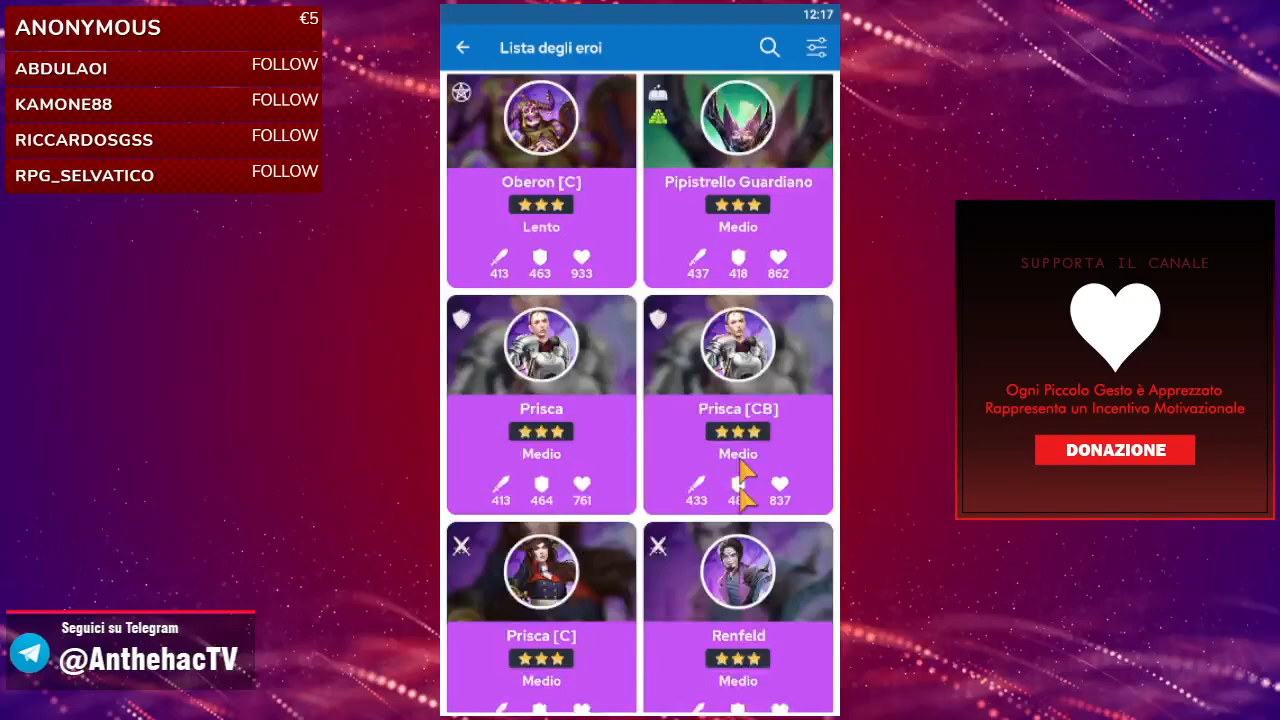 ANONYMOUS €5
ABDULAOI FOLLOW
KAMONE88 FOLLOW
RICCARDOSGSS FOLLOW
RPG_SELVATICO FOLLOW
12:17
Lista degli eroi
Oberon [C]
Lento
413 463 933
Pipistrello Guardiano
Medio
437 418 862
Prisca
Medio
413 464 761
Prisca [CB]
Medio
433 837
Prisca [C]
Medio
Renfeld
Medio
SUPPORTA IL CANALE
Ogni Piccolo Gesto è Apprezzato
Rappresenta un Incentivo Motivazionale
DONAZIONE
Seguici su Telegram
@AnthehacTV